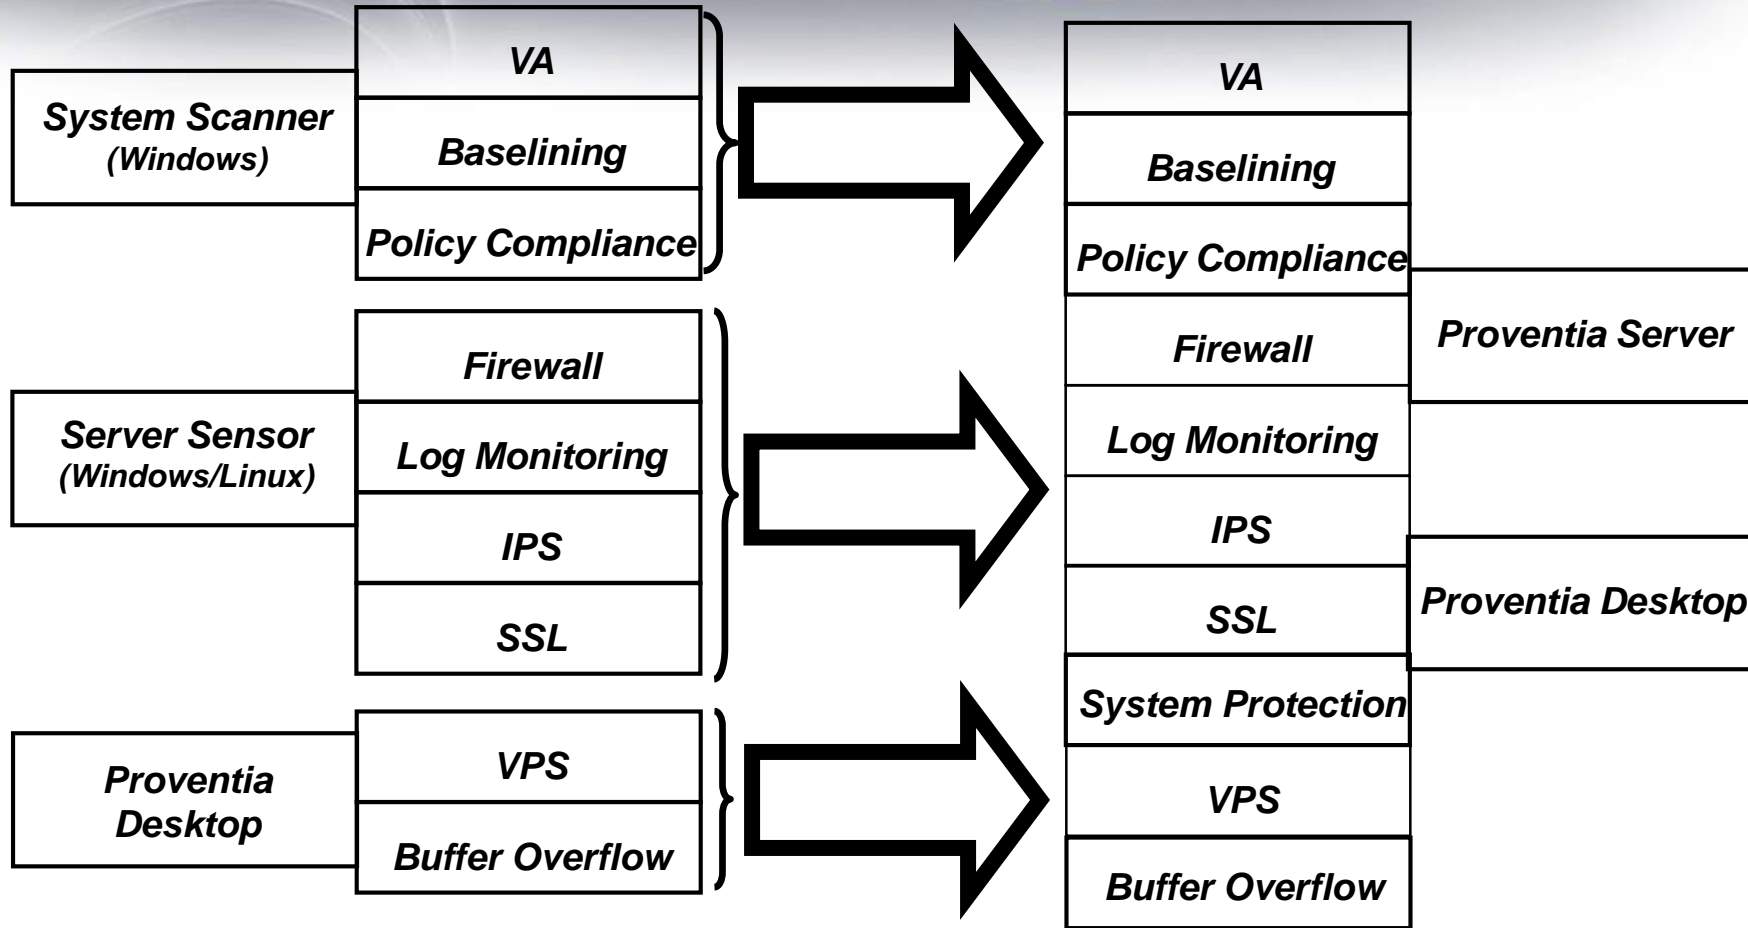 System Scanner
(Windows)
VA
Baselining
Policy Compliance
Server Sensor
(Windows/Linux)
Firewall
Log Monitoring
IPS
SSL
Proventia
Desktop
VPS
Buffer Overflow
VA
Baselining
Policy Compliance
Firewall
Log Monitoring
IPS
SSL
System Protection
VPS
Buffer Overflow
Proventia Server
Proventia Desktop